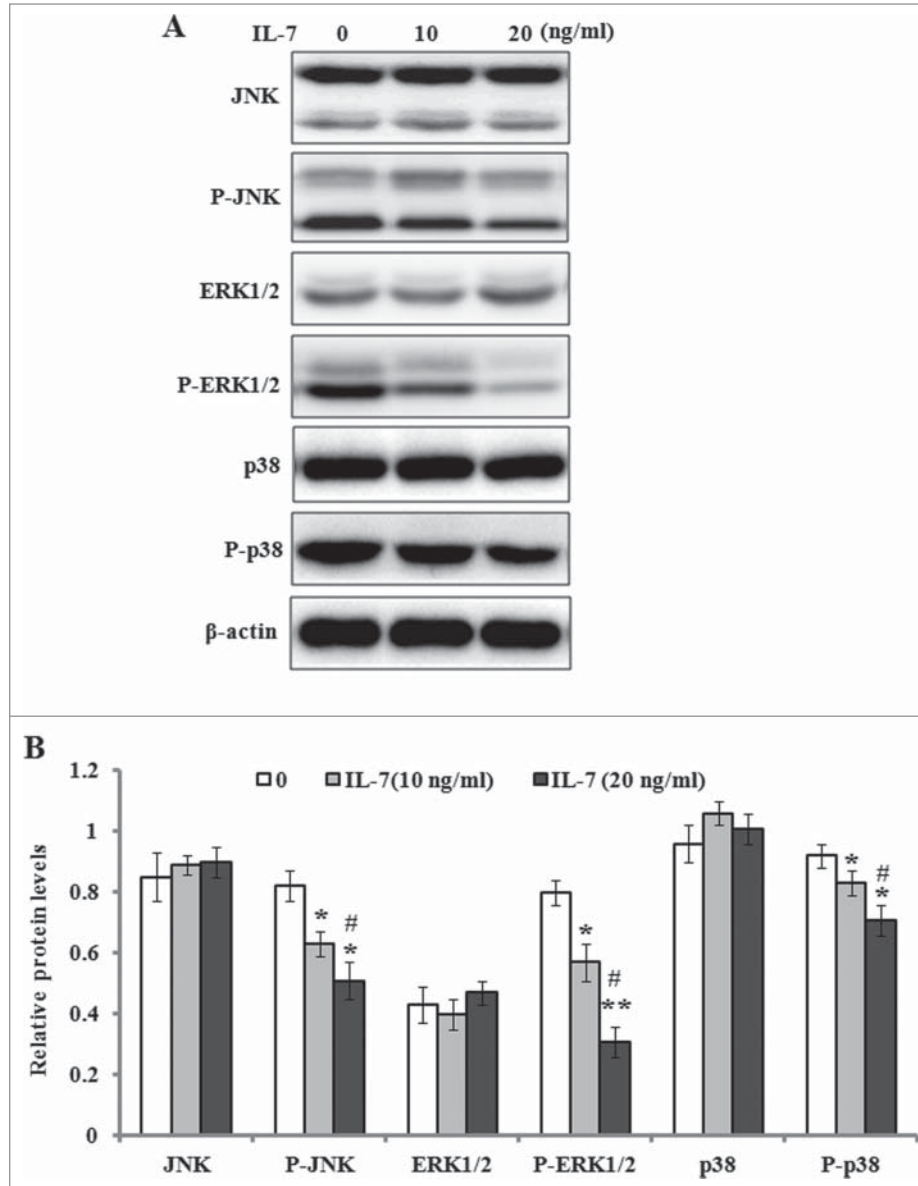 A
IL-7 0 10 20 (ng/ml)
JNK
P-JNK
ERK1/2
P-ERK1/2
p38
P-p38
β-actin
B
0 IL-7(10 ng/ml) IL-7 (20 ng/ml)
Relative protein levels
1.2
1
0.8
0.6
0.4
0.2
0
* # *
* # **
* # *
JNK P-JNK ERK1/2 P-ERK1/2 p38 P-p38